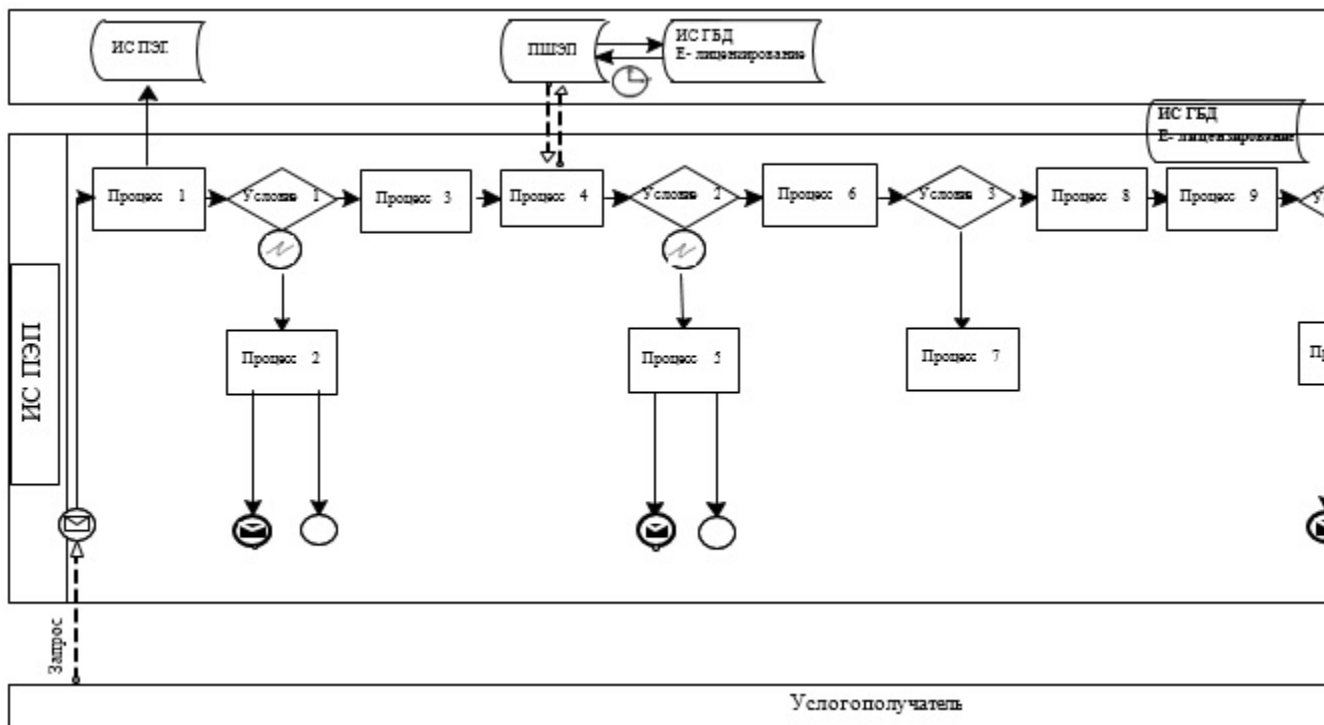 ИС ПЭГ.
ПШЭП
ИС ГБД
Е- лицензирование
ИС ГБД
Е- лицензирование
Процесс 1
Условие 1
Процесс 3
Процесс 4
Условие 2
Процесс 6
Условие 3
Процесс 8
Процесс 9
Процесс 2
Процесс 5
Процесс 7
ИС ПЭП
Запрос
Услогополучатель